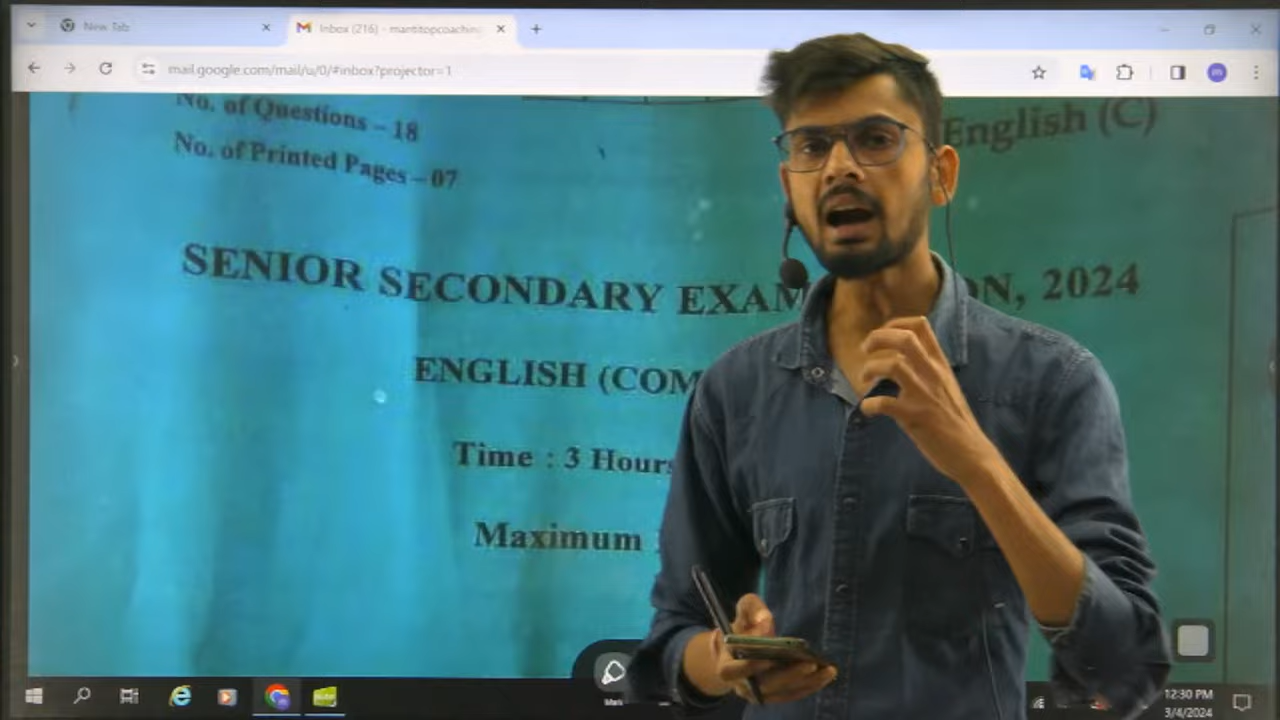 New Tab
Inbox (216) - mantitopcoachin
mail.google.com/mail/u/0/#inbox?projector=1
No. of Questions – 18
English (C)
No. of Printed Pages – 07
SENIOR SECONDARY EXAM ON, 2024
ENGLISH (COM
Time : 3 Hours
Maximum
12:30 PM
3/4/2024